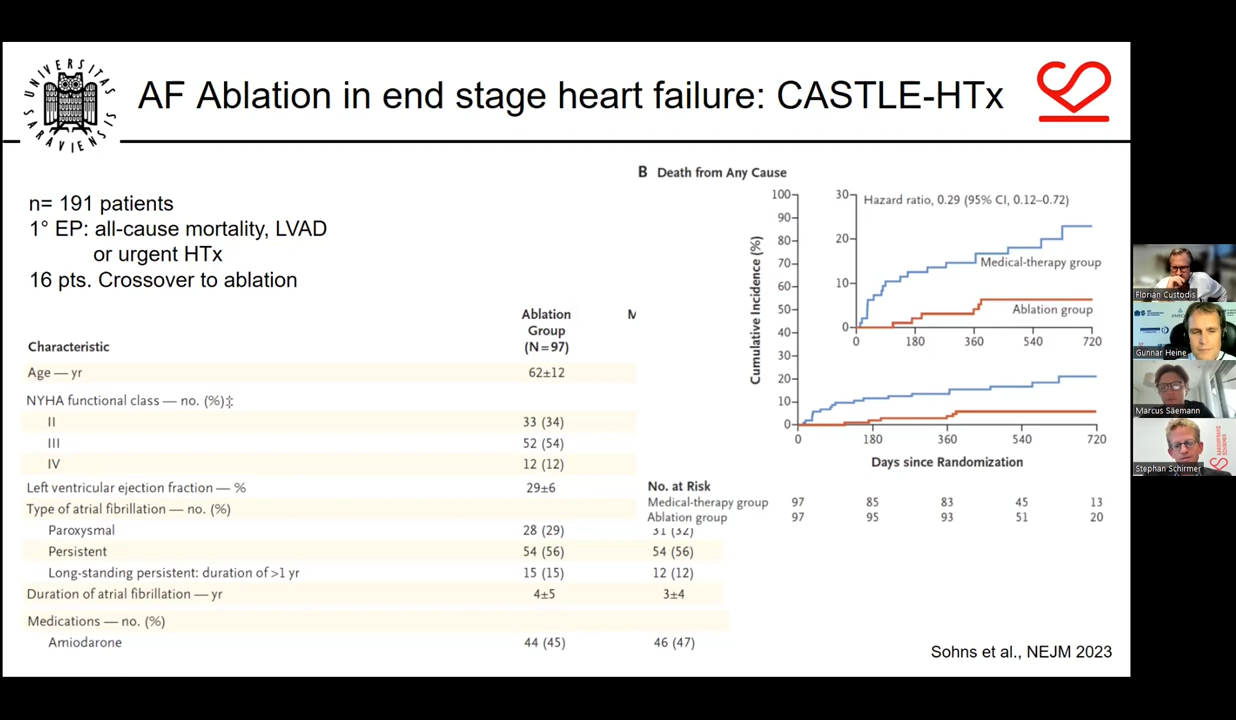 UNIVERSITAS SARAVIENSIS
AF Ablation in end stage heart failure: CASTLE-HTx
n= 191 patients
1° EP: all-cause mortality, LVAD
or urgent HTx
16 pts. Crossover to ablation
Ablation M
Group
Characteristic (N=97)
Age — yr 62±12
NYHA functional class — no. (%)‡
II 33 (34)
III 52 (54)
IV 12 (12)
Left ventricular ejection fraction — % 29±6
Type of atrial fibrillation — no. (%)
Paroxysmal 28 (29) 31 (32)
Persistent 54 (56) 54 (56)
Long-standing persistent: duration of >1 yr 15 (15) 12 (12)
Duration of atrial fibrillation — yr 4±5 3±4
Medications — no. (%)
Amiodarone 44 (45) 46 (47)
B Death from Any Cause
Cumulative Incidence (%)
100
90
80
70
60
50
40
30
20
10
0
0 180 360 540 720
Days since Randomization
30
20
10
0
0 180 360 540 720
Hazard ratio, 0.29 (95% CI, 0.12–0.72)
Medical-therapy group
Ablation group
No. at Risk
Medical-therapy group 97 85 83 45 13
Ablation group 97 95 93 51 20
Sohns et al., NEJM 2023
Florian Custodis
Gunnar Heine
Marcus Säemann
Stephan Schirmer